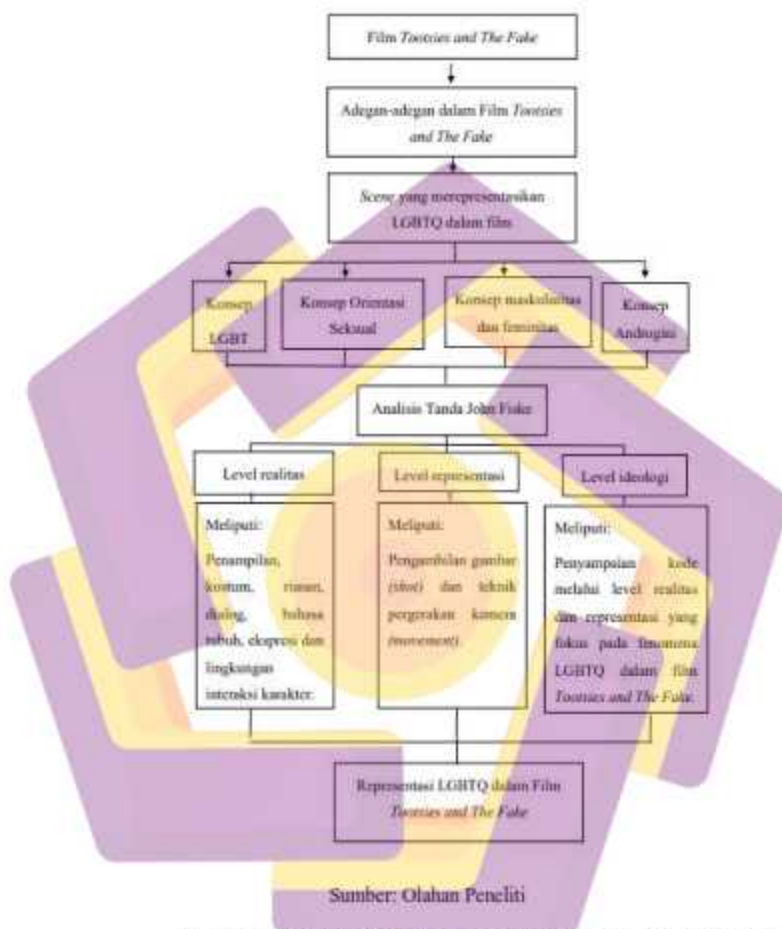 Film Tootsies and The Fake
Adegan-adegan dalam Film Tootsies
and The Fake
Scene yang merepresentasikan
LGBTQ dalam film
Konsep
LGBT
Konsep Orientasi
Seksual
Konsep maskulinitas
dan feminitas
Konsep
Androgini
Analisis Tanda John Fiske
Level realitas
Level representasi
Level ideologi
Meliputi:
Penampilan,
kostum, riasan,
dialog, bahasa
tubuh, ekspresi dan
lingkungan
interaksi karakter.
Meliputi:
Pengambilan gambar
(shot) dan teknik
pergerakan kamera
(movement).
Meliputi:
Penyampaian kode
melalui level realitas
dan representasi yang
fokus pada fenomena
LGBTQ dalam film
Tootsies and The Fake.
Representasi LGBTQ dalam Film
Tootsies and The Fake
Sumber: Olahan Peneliti